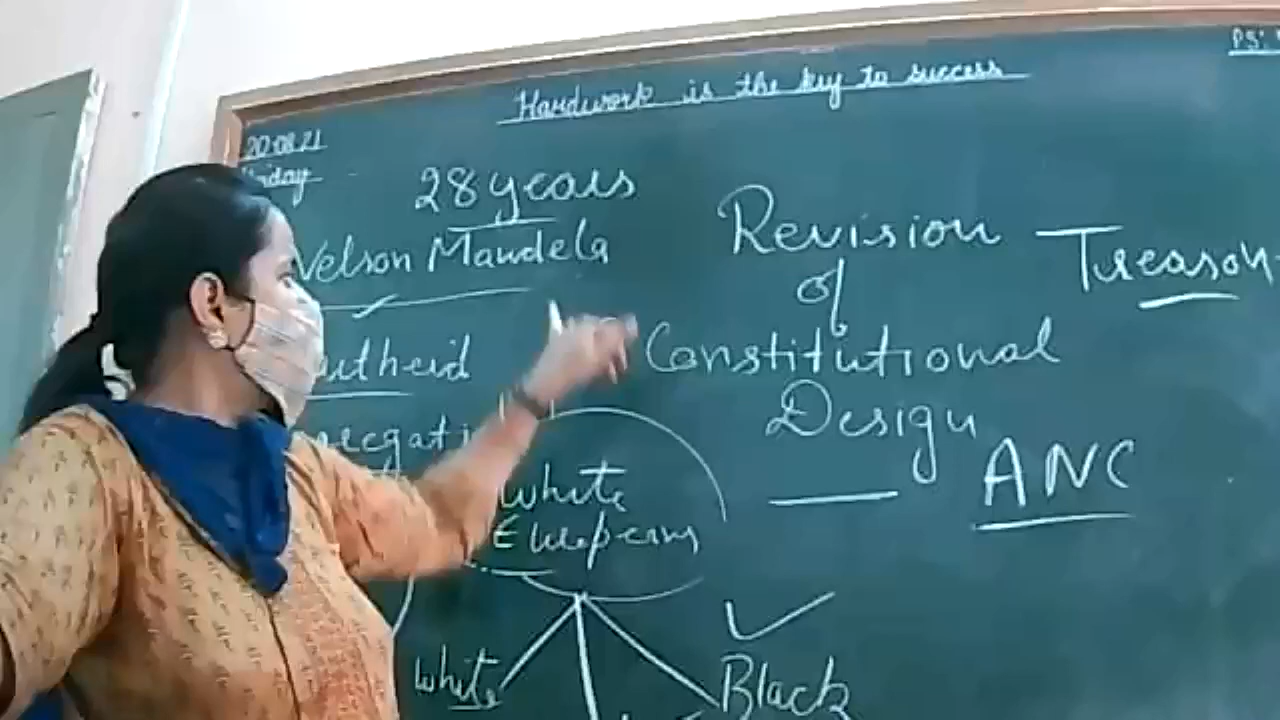 Hardwork is the key to success
PS:
20.08.21
28 years
Nelson Mandela
Revision
of
Constitutional
Design
Treason
ANC
White
White
Black